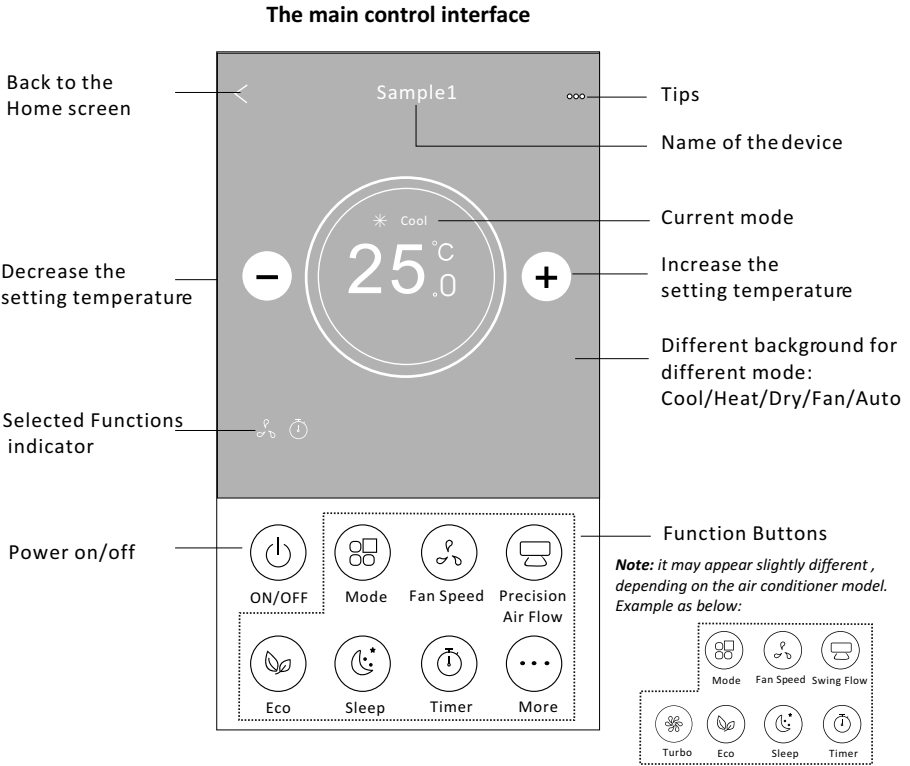 The main control interface
Back to the
Home screen
Sample1
Tips
Name of the device
Cool
Current mode
25.0 °C
Decrease the
setting temperature
Increase the
setting temperature
Different background for
different mode:
Cool/Heat/Dry/Fan/Auto
Selected Functions
indicator
Power on/off
Function Buttons
Note: it may appear slightly different ,
depending on the air conditioner model.
Example as below:
ON/OFF
Mode
Fan Speed
Precision
Air Flow
Eco
Sleep
Timer
More
Mode
Fan Speed
Swing Flow
Turbo
Eco
Sleep
Timer